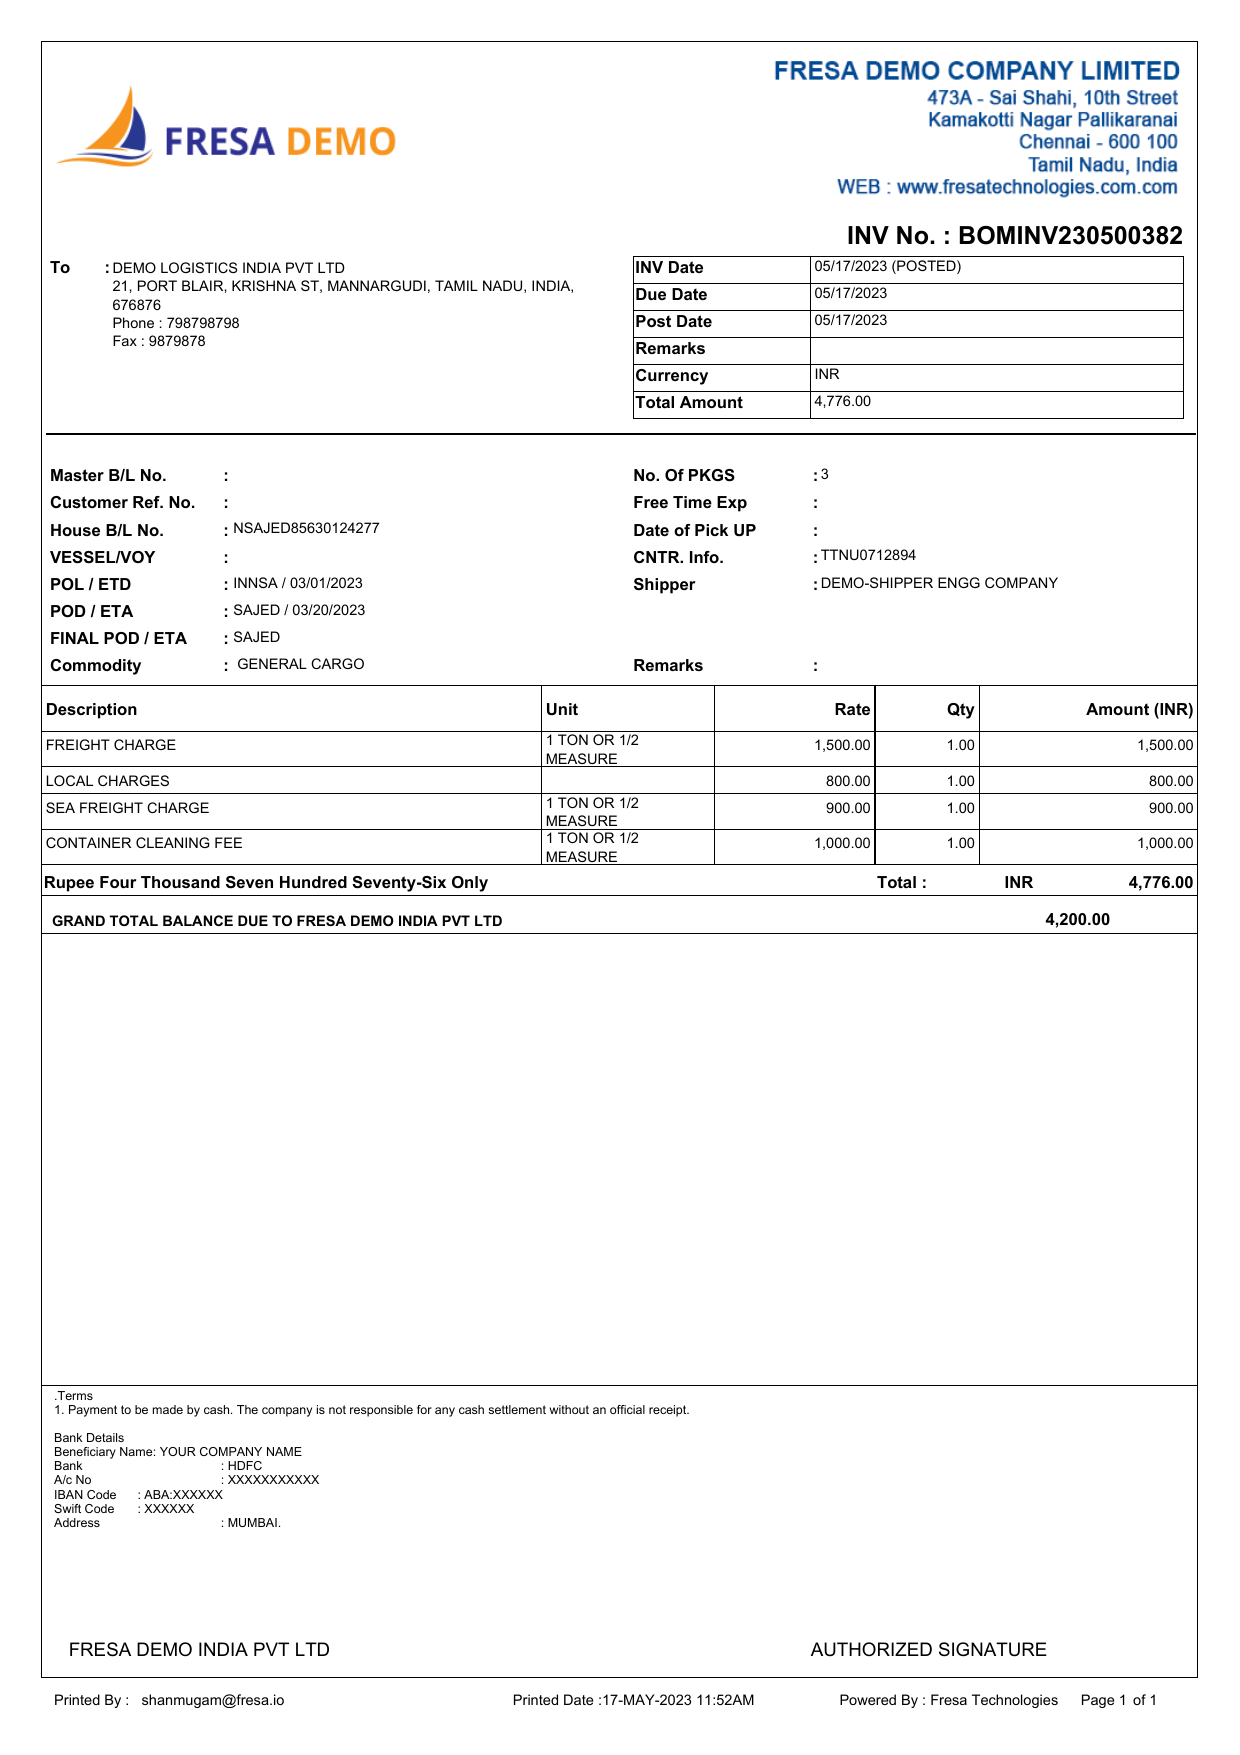 FRESA DEMO
FRESA DEMO COMPANY LIMITED
473A - Sai Shahi, 10th Street
Kamakotti Nagar Pallikaranai
Chennai - 600 100
Tamil Nadu, India
WEB : www.fresatechnologies.com.com
INV No. : BOMINV230500382
To : DEMO LOGISTICS INDIA PVT LTD
21, PORT BLAIR, KRISHNA ST, MANNARGUDI, TAMIL NADU, INDIA,
676876
Phone : 798798798
Fax : 9879878
INV Date 05/17/2023 (POSTED)
Due Date 05/17/2023
Post Date 05/17/2023
Remarks
Currency INR
Total Amount 4,776.00
Master B/L No. :
Customer Ref. No. :
House B/L No. : NSAJED85630124277
VESSEL/VOY :
POL / ETD : INNSA / 03/01/2023
POD / ETA : SAJED / 03/20/2023
FINAL POD / ETA : SAJED
Commodity : GENERAL CARGO
No. Of PKGS : 3
Free Time Exp :
Date of Pick UP :
CNTR. Info. : TTNU0712894
Shipper : DEMO-SHIPPER ENGG COMPANY
Remarks :
Description Unit Rate Qty Amount (INR)
FREIGHT CHARGE 1 TON OR 1/2 1,500.00 1.00 1,500.00
MEASURE
LOCAL CHARGES 800.00 1.00 800.00
SEA FREIGHT CHARGE 1 TON OR 1/2 900.00 1.00 900.00
MEASURE
CONTAINER CLEANING FEE 1 TON OR 1/2 1,000.00 1.00 1,000.00
MEASURE
Rupee Four Thousand Seven Hundred Seventy-Six Only Total : INR 4,776.00
GRAND TOTAL BALANCE DUE TO FRESA DEMO INDIA PVT LTD 4,200.00
.Terms
1. Payment to be made by cash. The company is not responsible for any cash settlement without an official receipt.
Bank Details
Beneficiary Name: YOUR COMPANY NAME
Bank : HDFC
A/c No : XXXXXXXXXXX
IBAN Code : ABA:XXXXXX
Swift Code : XXXXXX
Address : MUMBAI.
FRESA DEMO INDIA PVT LTD AUTHORIZED SIGNATURE
Printed By : shanmugam@fresa.io Printed Date :17-MAY-2023 11:52AM Powered By : Fresa Technologies Page 1 of 1